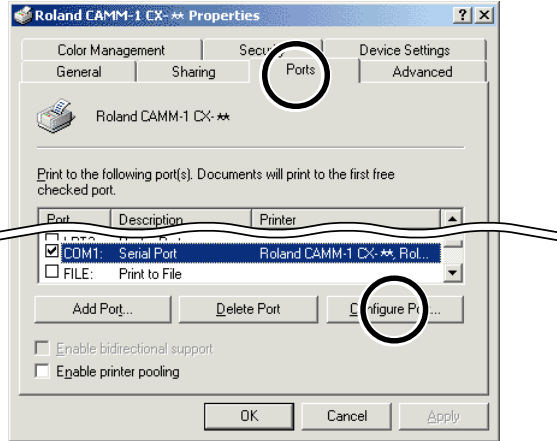 Roland CAMM-1 CX-** Properties
Color Management Security Device Settings
General Sharing Ports Advanced
Roland CAMM-1 CX-**
Print to the following port(s). Documents will print to the first free
checked port.
Port Description Printer
COM1: Serial Port Roland CAMM-1 CX-**, Rol...
FILE: Print to File
Add Port... Delete Port Configure Port...
Enable bidirectional support
Enable printer pooling
OK Cancel Apply